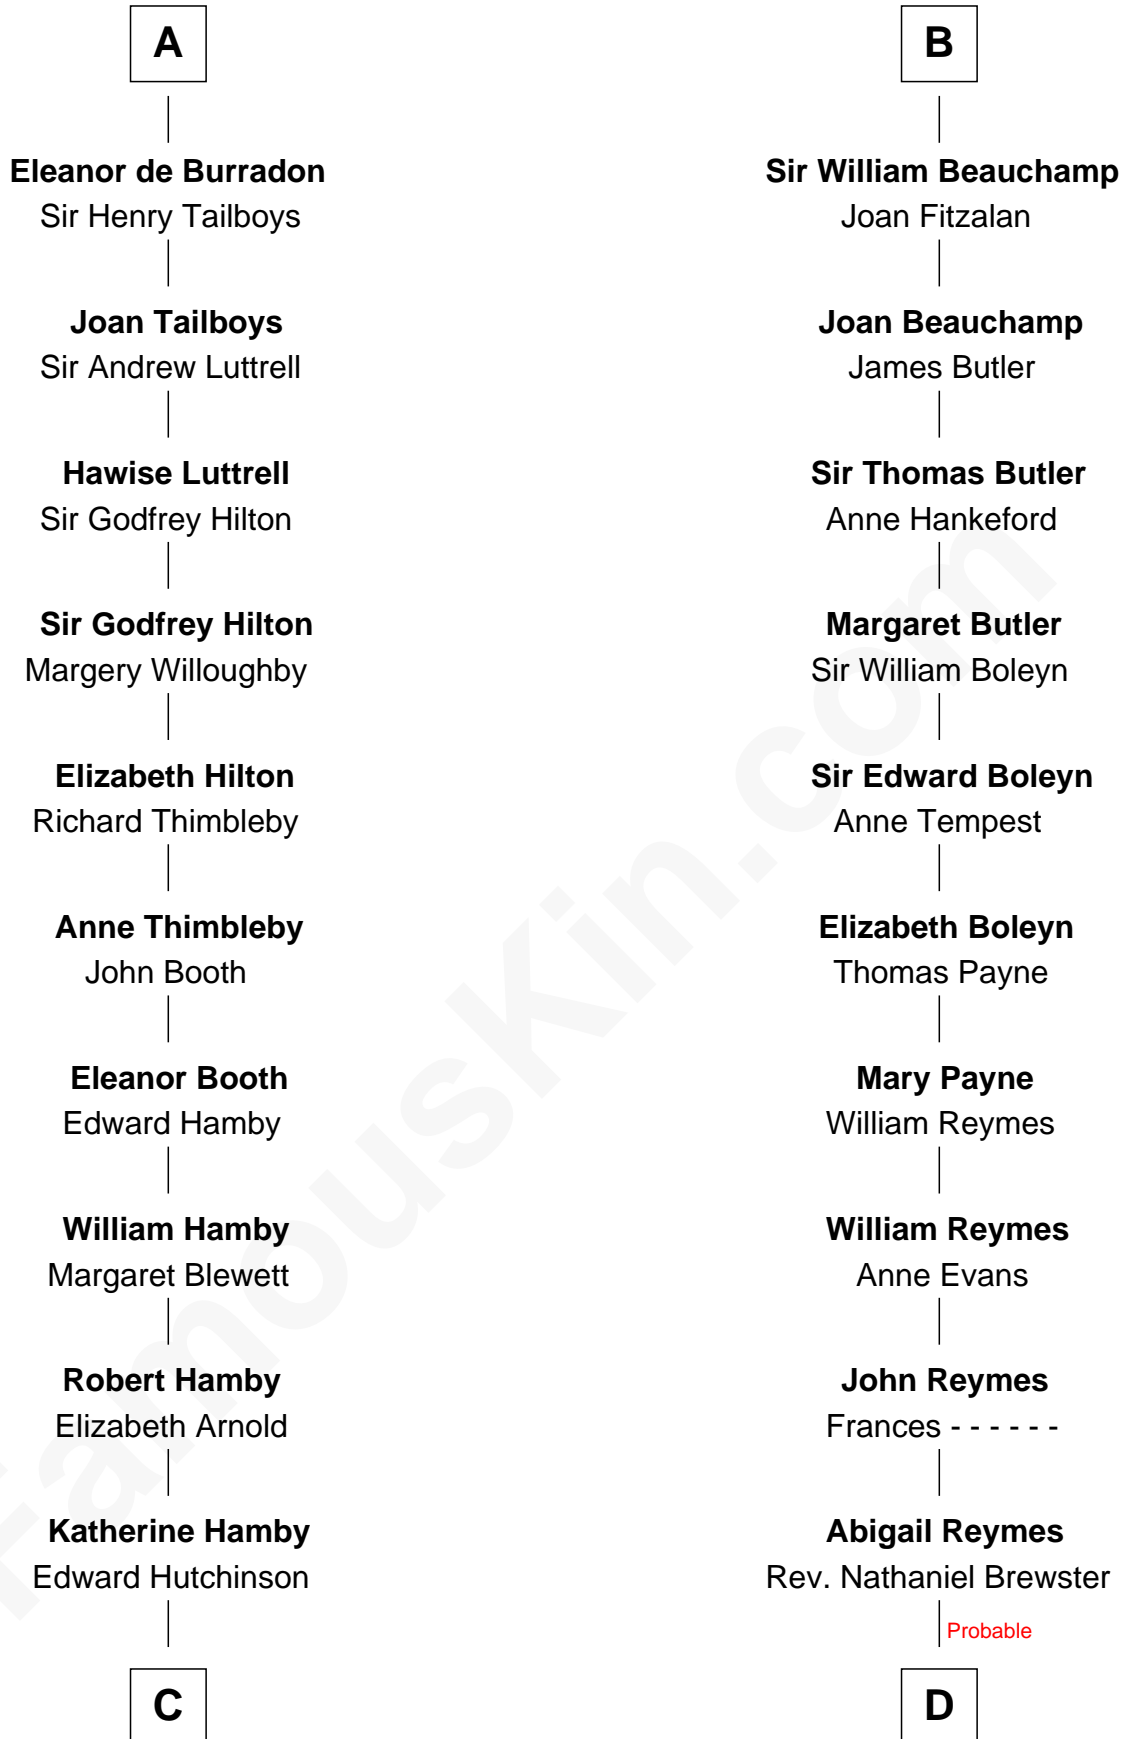 A
Eleanor de Burradon
Sir Henry Tailboys
Joan Tailboys
Sir Andrew Luttrell
Hawise Luttrell
Sir Godfrey Hilton
Sir Godfrey Hilton
Margery Willoughby
Elizabeth Hilton
Richard Thimbleby
Anne Thimbleby
John Booth
Eleanor Booth
Edward Hamby
William Hamby
Margaret Blewett
Robert Hamby
Elizabeth Arnold
Katherine Hamby
Edward Hutchinson
C
B
Sir William Beauchamp
Joan Fitzalan
Joan Beauchamp
James Butler
Sir Thomas Butler
Anne Hankeford
Margaret Butler
Sir William Boleyn
Sir Edward Boleyn
Anne Tempest
Elizabeth Boleyn
Thomas Payne
Mary Payne
William Reymes
William Reymes
Anne Evans
John Reymes
Frances - - - - - -
Abigail Reymes
Rev. Nathaniel Brewster
Probable
D
FamousKin.com